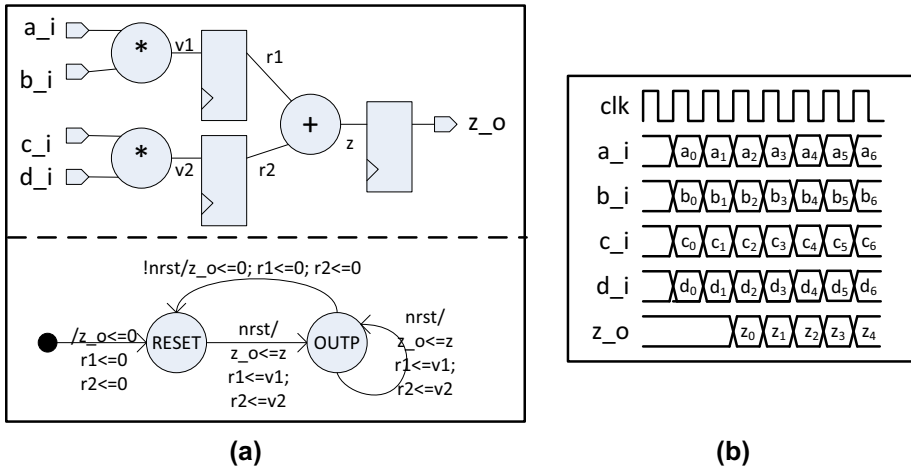 a_i
b_i
*
v1
r1
c_i
d_i
*
v2
r2
+
z
z_o
!nrst/z_o<=0; r1<=0; r2<=0
/z_o<=0
r1<=0
r2<=0
RESET
nrst/
z_o<=z
r1<=v1;
r2<=v2
OUTP
nrst/
z_o<=z
r1<=v1;
r2<=v2
(a)
clk
a_i a0 a1 a2 a3 a4 a5 a6
b_i b0 b1 b2 b3 b4 b5 b6
c_i c0 c1 c2 c3 c4 c5 c6
d_i d0 d1 d2 d3 d4 d5 d6
z_o z0 z1 z2 z3 z4
(b)